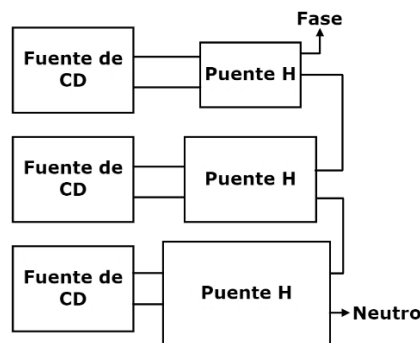 Fase
Fuente de
CD
Puente H
Fuente de
CD
Puente H
Fuente de
CD
Puente H
Neutro